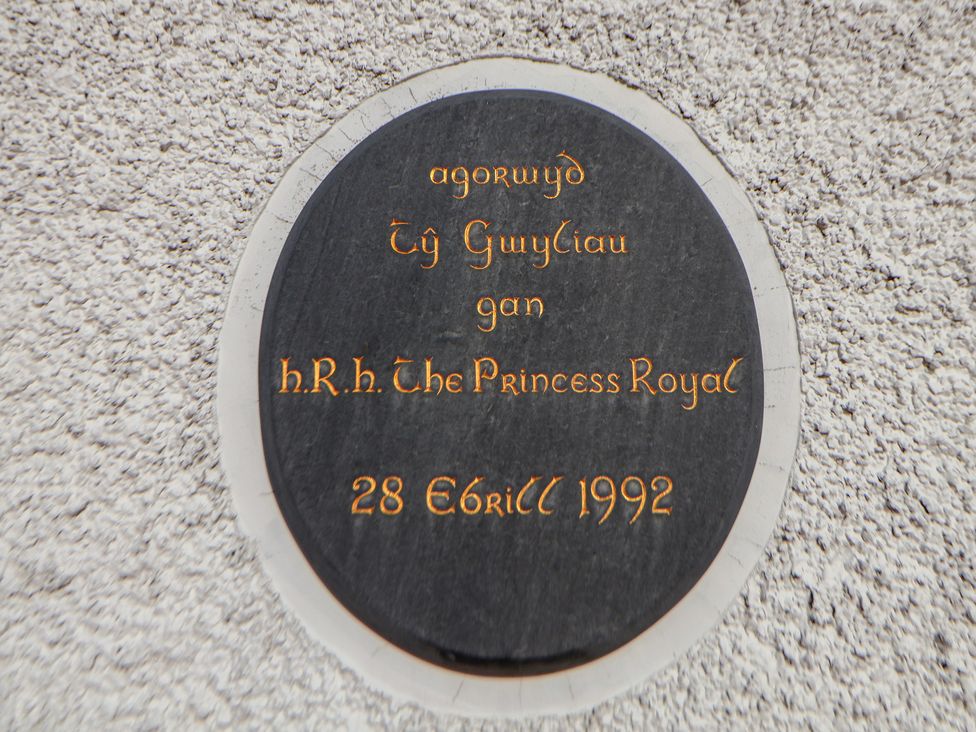 agorwyd
Tŷ Gwyliau
gan
h.R.h. The Princess Royal
28 Ebrill 1992